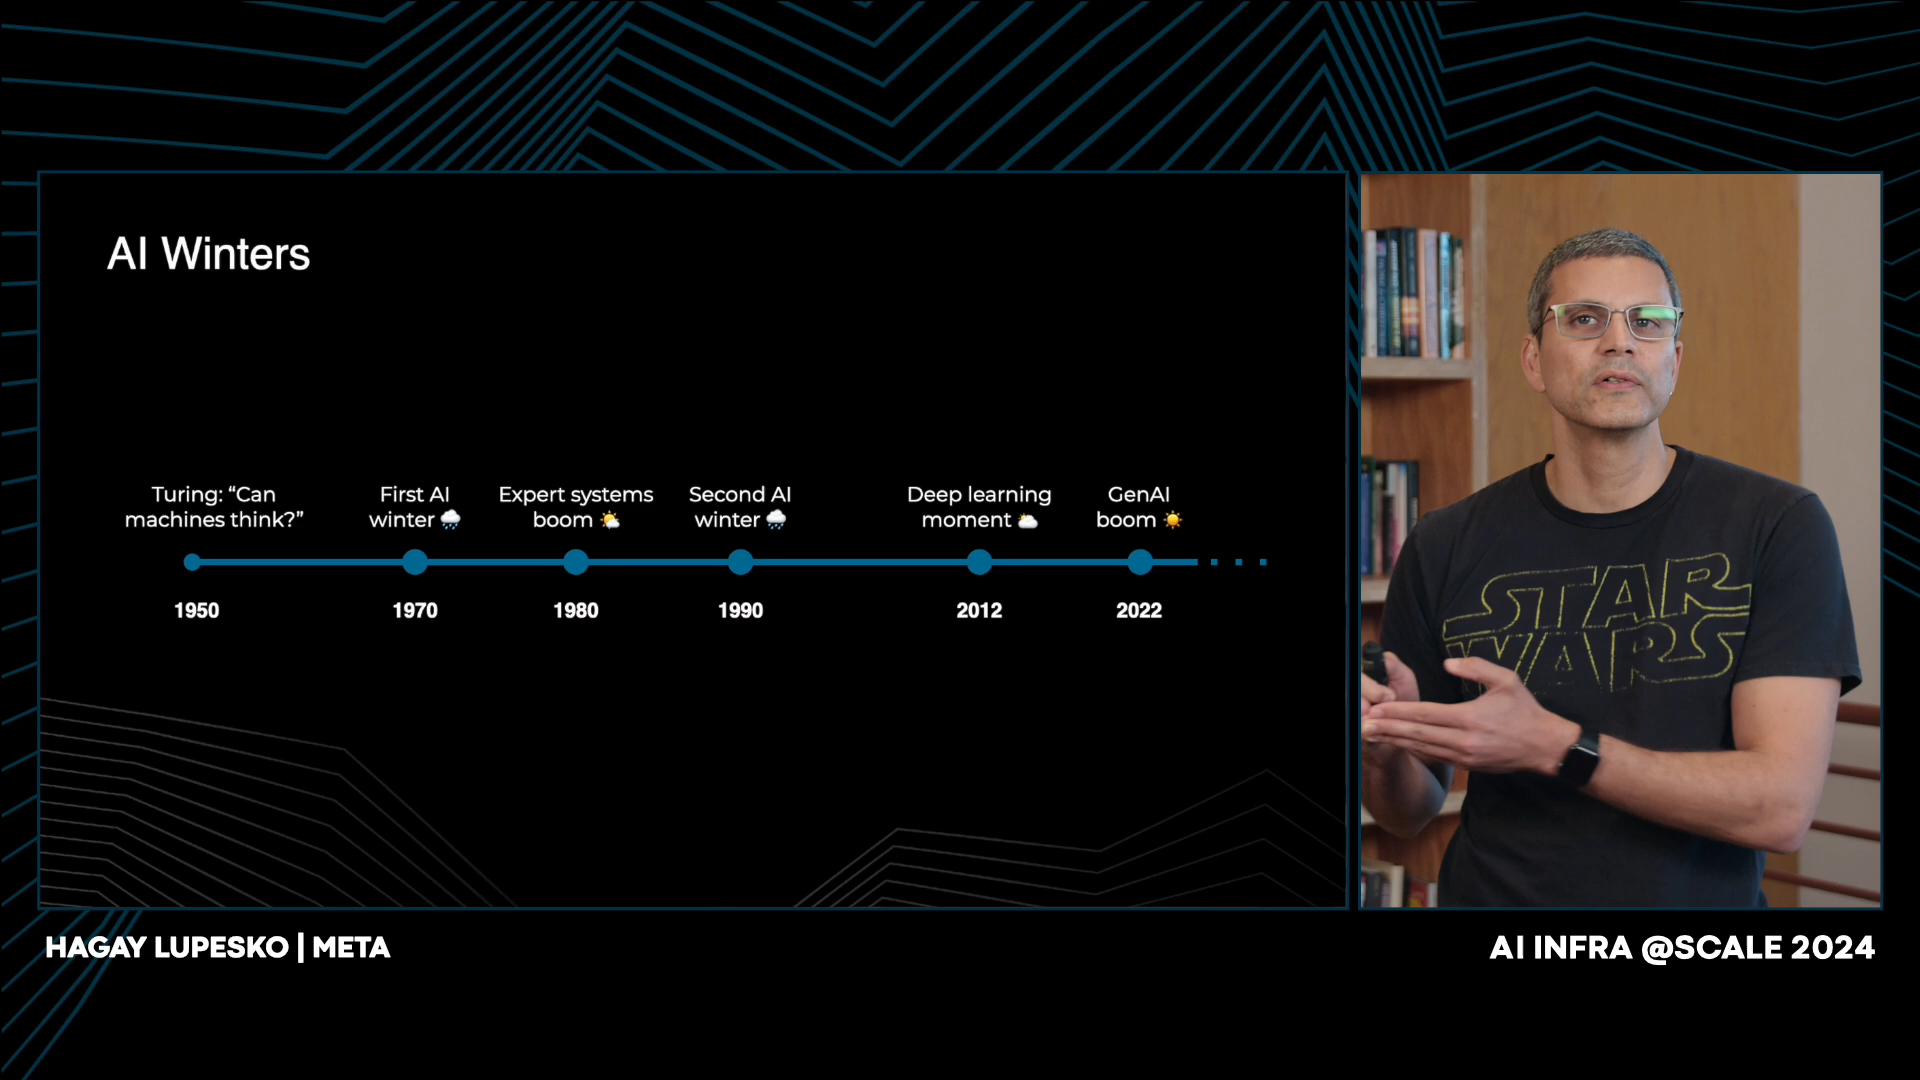 AI Winters
Turing: “Can
machines think?”
First AI
winter 🌧️
Expert systems
boom 🌤️
Second AI
winter 🌧️
Deep learning
moment 🌥️
GenAI
boom ☀️
1950
1970
1980
1990
2012
2022
STAR
WARS
HAGAY LUPESKO | META
AI INFRA @SCALE 2024